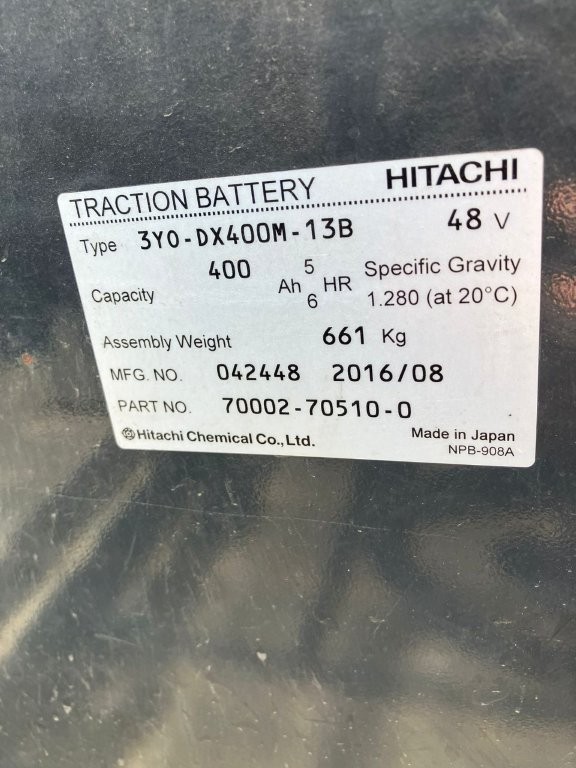 TRACTION BATTERY HITACHI
Type 3Y0-DX400M-13B 48 V
Capacity 400 Ah 5 6 HR Specific Gravity
1.280 (at 20°C)
Assembly Weight 661 Kg
MFG. NO. 042448 2016/08
PART NO. 70002-70510-0
Hitachi Chemical Co., Ltd. Made in Japan
NPB-908A